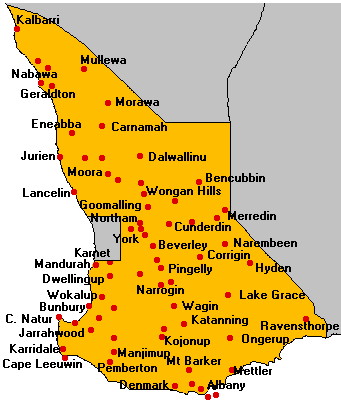 Kalbarri
Mullewa
Nabawa
Geraldton
Morawa
Eneabba
Carnamah
Jurien
Dalwallinu
Moora
Bencubbin
Lancelin
Wongan Hills
Goomalling
Northam
Merredin
Cunderdin
York
Beverley
Narembeen
Karnet
Corrigin
Mandurah
Pingelly
Hyden
Dwellingup
Narrogin
Wokalup
Lake Grace
Bunbury
Wagin
C. Natur
Katanning
Ravensthorpe
Jarrahwood
Kojonup
Ongerup
Karridale
Manjimup
Cape Leeuwin
Mt Barker
Pemberton
Mettler
Denmark
Albany